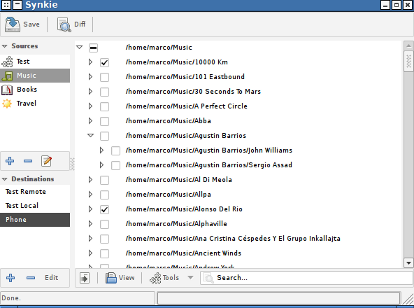 Synkie
Save
Diff
Sources
Test
Music
Books
Travel
Destinations
Test Remote
Test Local
Phone
Edit
/home/marco/Music
/home/marco/Music/10000 Km
/home/marco/Music/101 Eastbound
/home/marco/Music/30 Seconds To Mars
/home/marco/Music/A Perfect Circle
/home/marco/Music/Abba
/home/marco/Music/Agustin Barrios
/home/marco/Music/Agustin Barrios/John Williams
/home/marco/Music/Agustin Barrios/Sergio Assad
/home/marco/Music/Al Di Meola
/home/marco/Music/Allpa
/home/marco/Music/Alonso Del Rio
/home/marco/Music/Alphaville
/home/marco/Music/Ana Cristina Céspedes Y El Grupo Inkallajta
/home/marco/Music/Ancient Winds
/home/marco/Music/Andrew York
View
Tools
Search...
Done